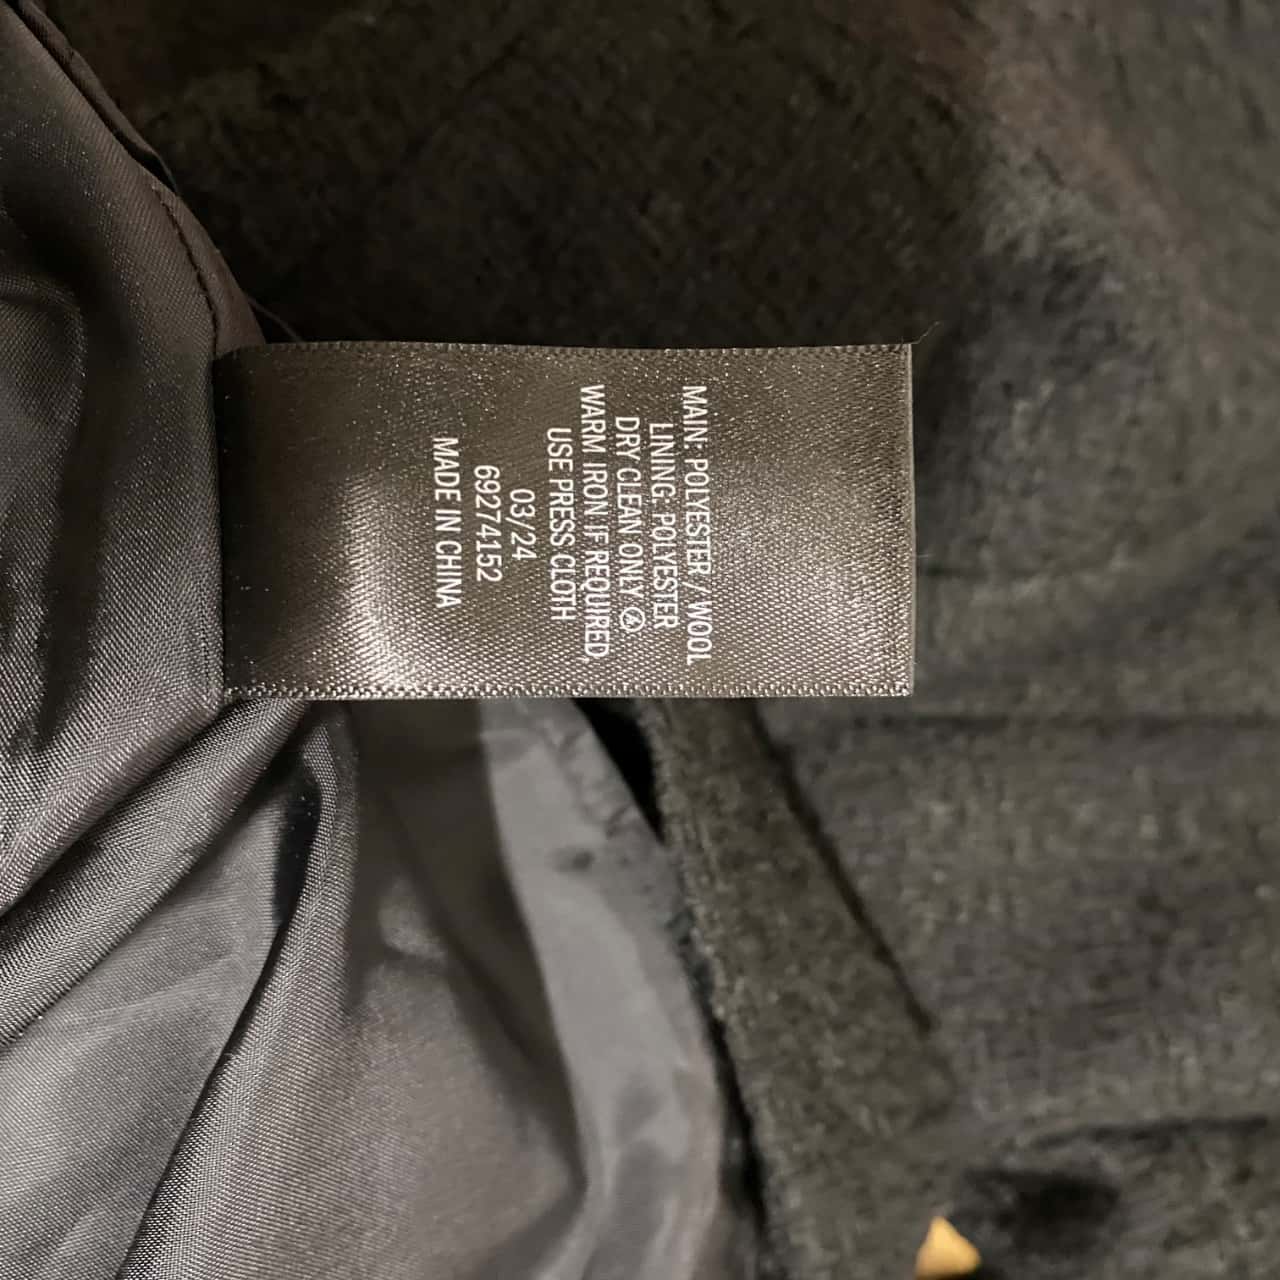 MAIN: POLYESTER / WOOL
LINING: POLYESTER
DRY CLEAN ONLY Ⓐ
WARM IRON IF REQUIRED,
USE PRESS CLOTH
03/24
69274152
MADE IN CHINA